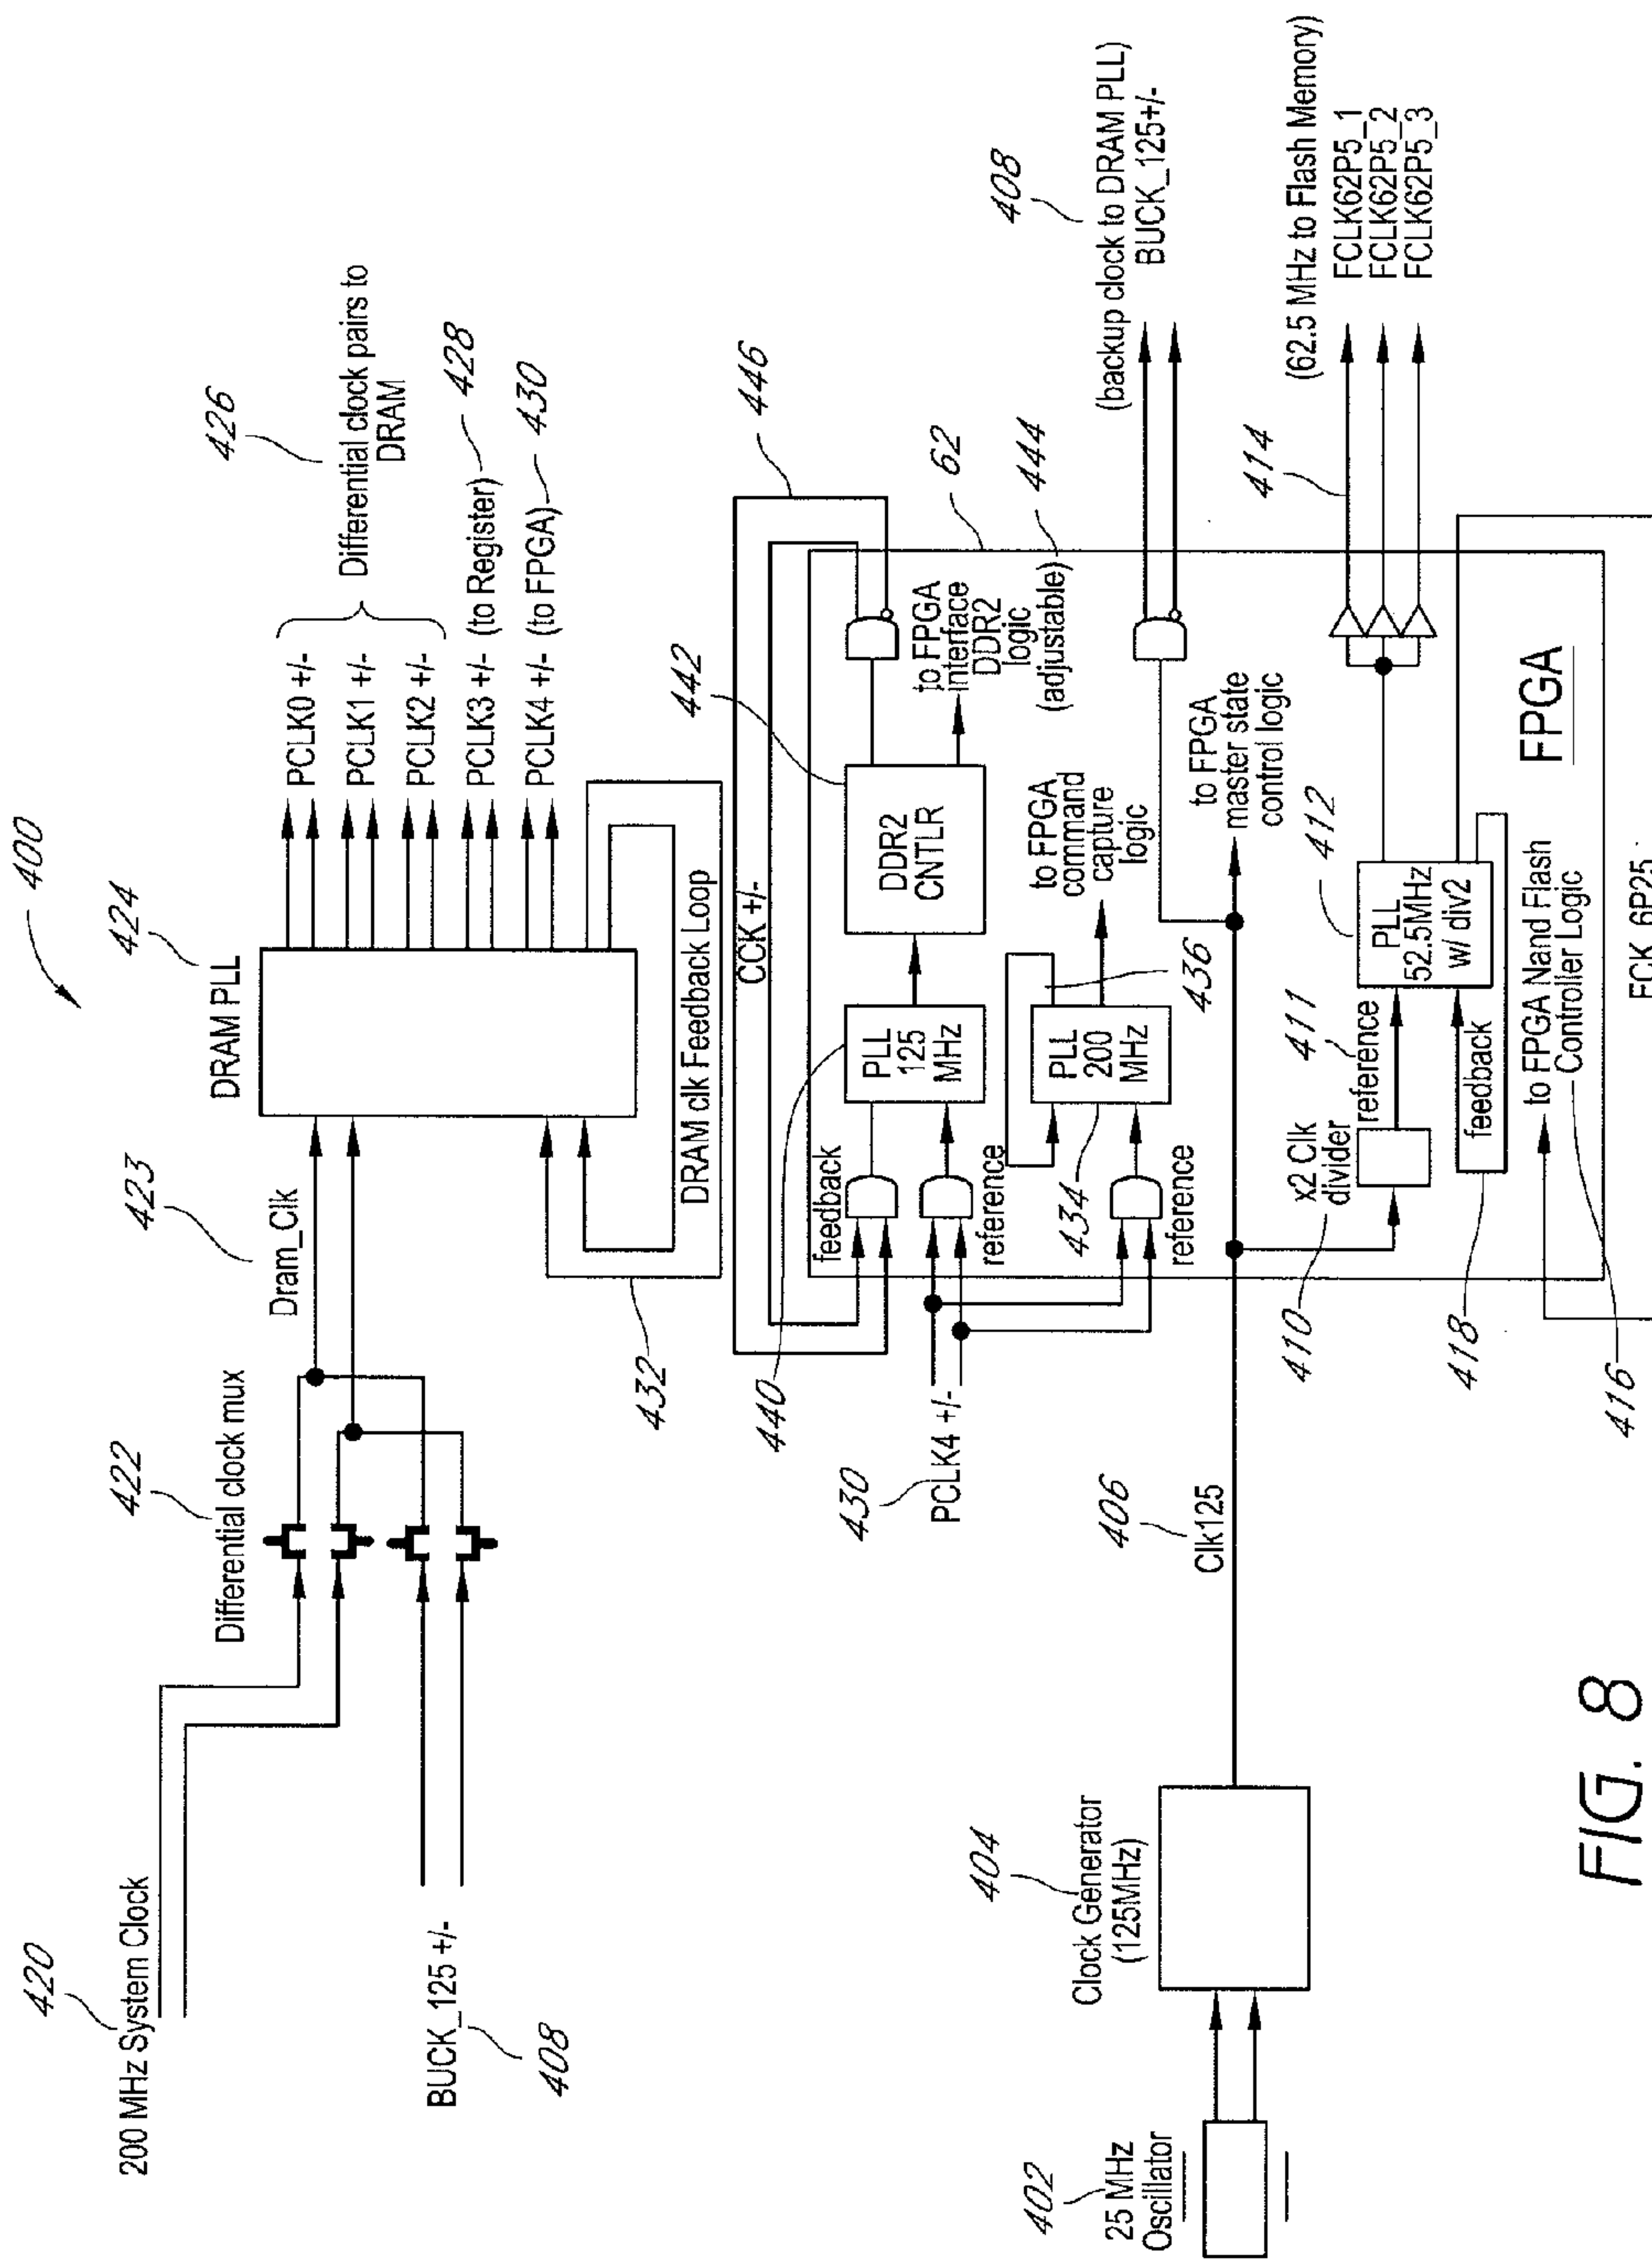 400
420
200 MHz System Clock
BUCK_125 +/-
408
422
Differential clock mux
423
Dram_Clk
424
DRAM PLL
432
DRAM clk Feedback Loop
PCLK0 +/-
PCLK1 +/-
PCLK2 +/-
PCLK3 +/- (to Register)
PCLK4 +/- (to FPGA)
426
Differential clock pairs to
DRAM
428
430
CCK +/-
446
440
feedback
PLL
125
MHz
442
DDR2
CNTLR
to FPGA
interface
DDR2
logic
(adjustable)
62
444
430
PCLK4 +/-
reference
434
PLL
200
MHz
436
reference
to FPGA
command
capture
logic
402
25 MHz
Oscillator
404
Clock Generator
(125MHz)
406
Clk125
to FPGA
master state
control logic
408
(backup clock to DRAM PLL)
BUCK_125+/-
410
x2 Clk
divider
411
reference
412
PLL
52.5MHz
w/ div2
414
(62.5 MHz to Flash Memory)
FCLK62P5_1
FCLK62P5_2
FCLK62P5_3
418
feedback
416
to FPGA Nand Flash
Controller Logic
FPGA
FCK_6P25
FIG. 8